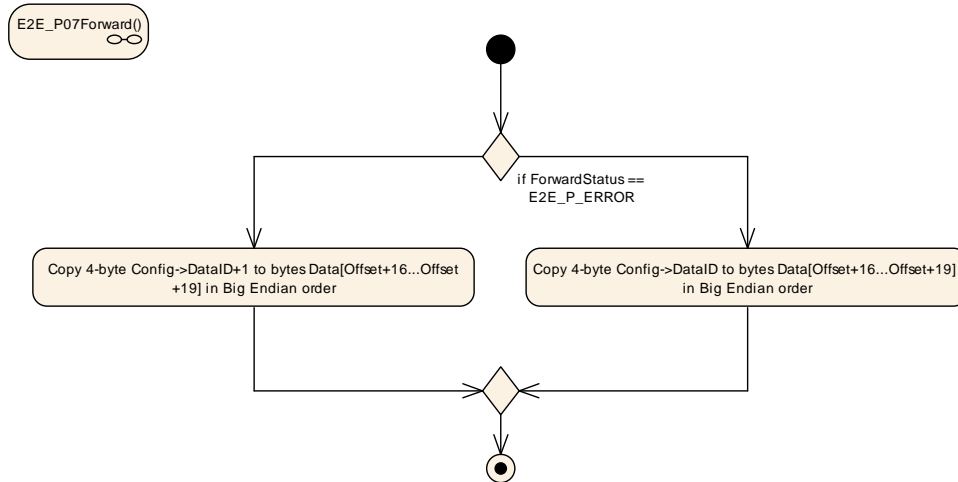 E2E_P07Forward()
if ForwardStatus ==
E2E_P_ERROR
Copy 4-byte Config->DataID+1 to bytes Data[Offset+16...Offset
+19] in Big Endian order
Copy 4-byte Config->DataID to bytes Data[Offset+16...Offset+19]
in Big Endian order